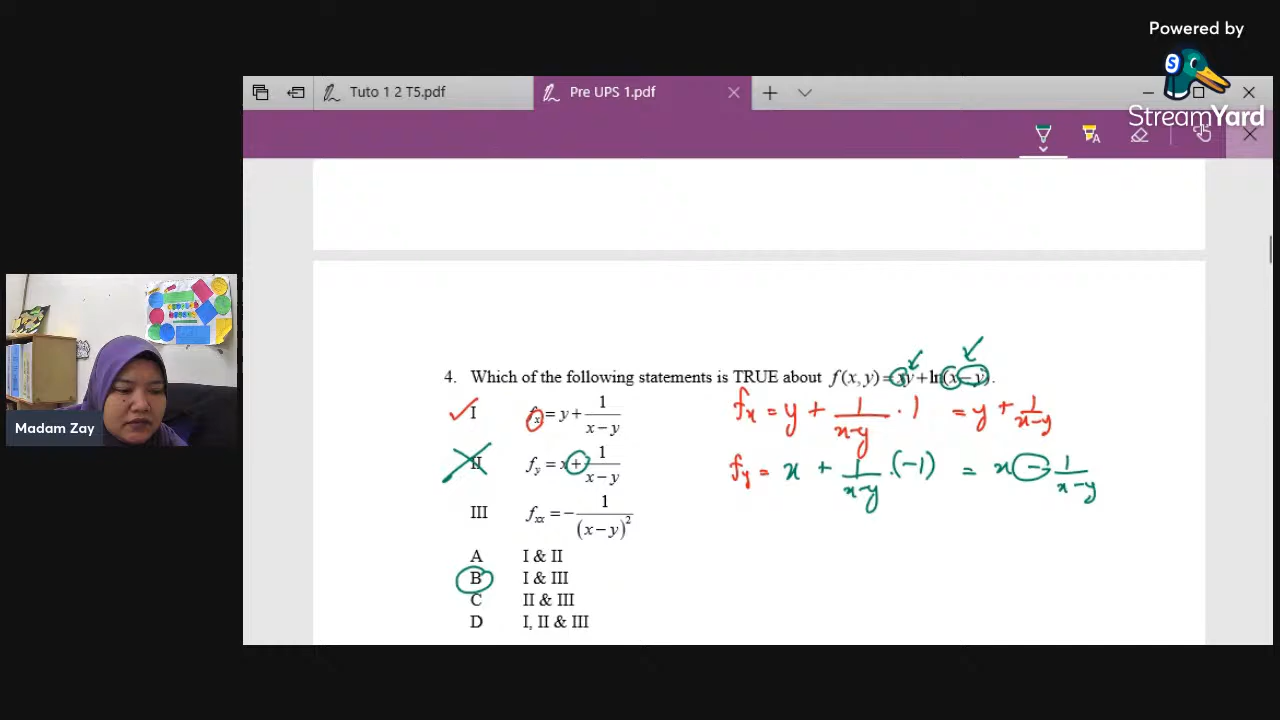 Powered by
StreamYard
Tuto 1 2 T5.pdf
Pre UPS 1.pdf
Madam Zay
4. Which of the following statements is TRUE about f(x, y) = xy + ln(x − y).
I f_x = y + 1/(x − y)
f_x = y + 1/(x−y) · 1 = y + 1/(x−y)
II f_y = x + 1/(x − y)
f_y = x + 1/(x−y) · (−1) = x − 1/(x−y)
III f_xx = − 1/(x − y)²
A I & II
B I & III
C II & III
D I, II & III